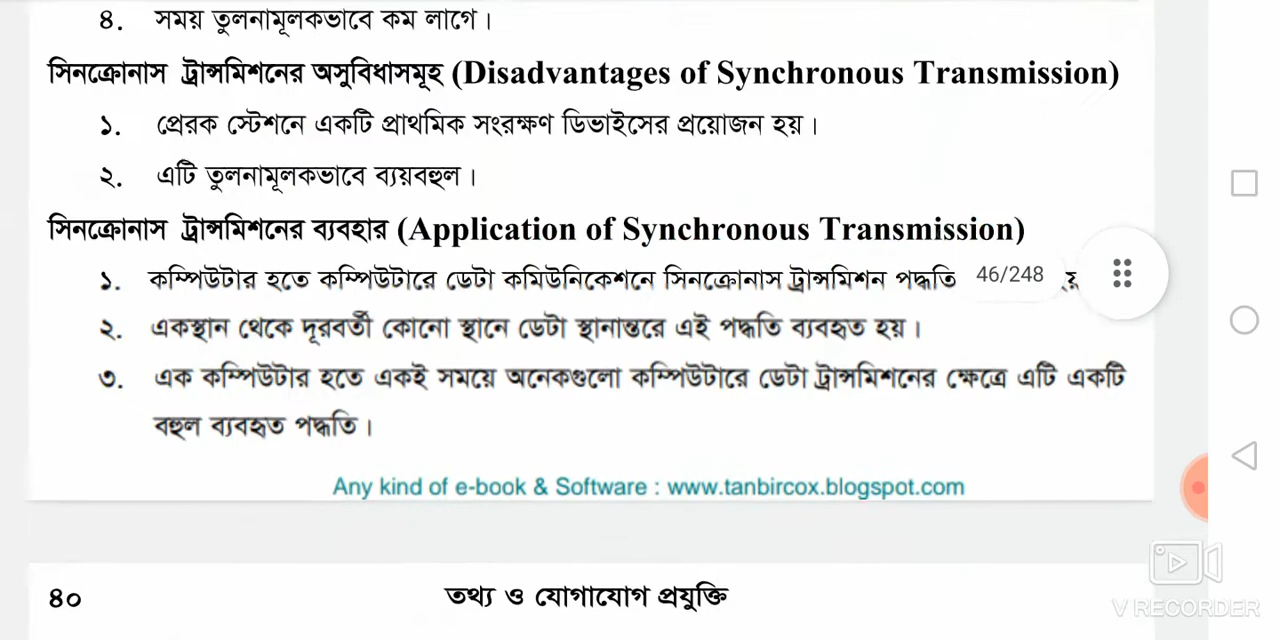 ৪. সময় তুলনামূলকভাবে কম লাগে।
সিনক্রোনাস ট্রান্সমিশনের অসুবিধাসমূহ (Disadvantages of Synchronous Transmission)
১. প্রেরক স্টেশনে একটি প্রাথমিক সংরক্ষণ ডিভাইসের প্রয়োজন হয়।
২. এটি তুলনামূলকভাবে ব্যয়বহুল।
সিনক্রোনাস ট্রান্সমিশনের ব্যবহার (Application of Synchronous Transmission)
১. কম্পিউটার হতে কম্পিউটারে ডেটা কমিউনিকেশনে সিনক্রোনাস ট্রান্সমিশন পদ্ধতি 46/248
২. একস্থান থেকে দূরবর্তী কোনো স্থানে ডেটা স্থানান্তরে এই পদ্ধতি ব্যবহৃত হয়।
৩. এক কম্পিউটার হতে একই সময়ে অনেকগুলো কম্পিউটারে ডেটা ট্রান্সমিশনের ক্ষেত্রে এটি একটি
বহুল ব্যবহৃত পদ্ধতি।
Any kind of e-book & Software : www.tanbircox.blogspot.com
৪০ তথ্য ও যোগাযোগ প্রযুক্তি
V RECORDER